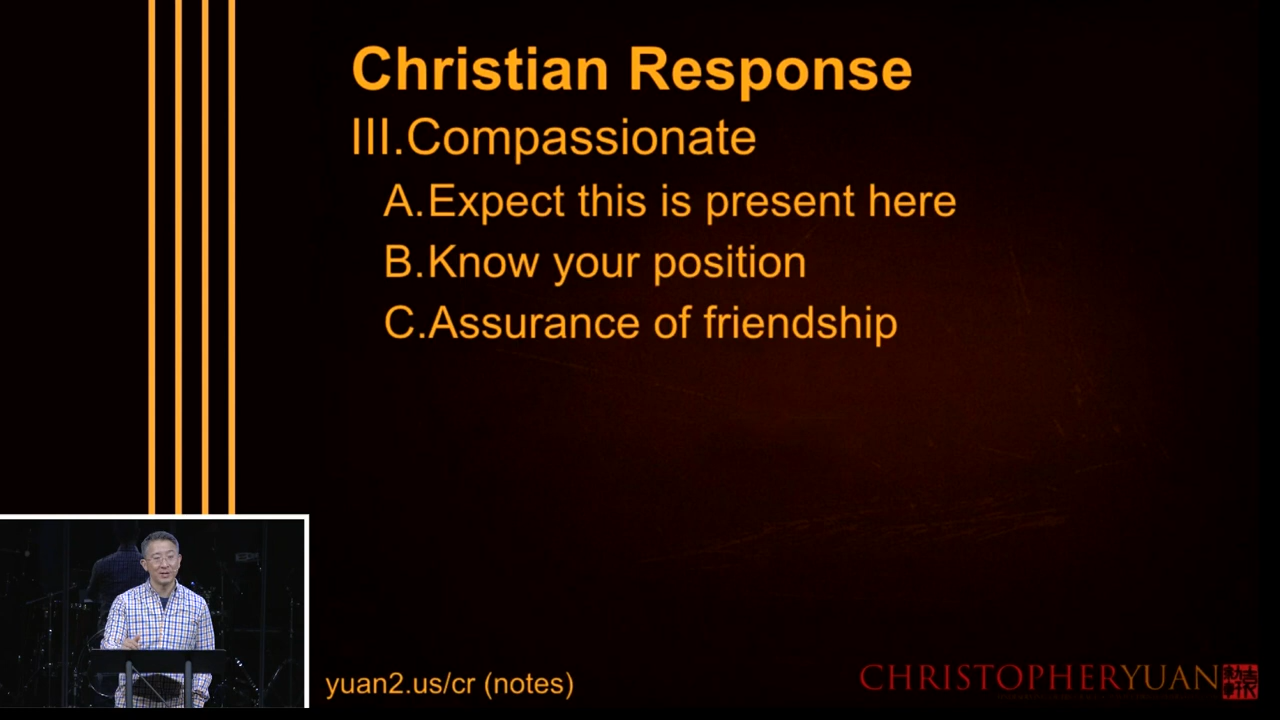 Christian Response
III.Compassionate
A.Expect this is present here
B.Know your position
C.Assurance of friendship
yuan2.us/cr (notes)
CHRISTOPHERYUAN